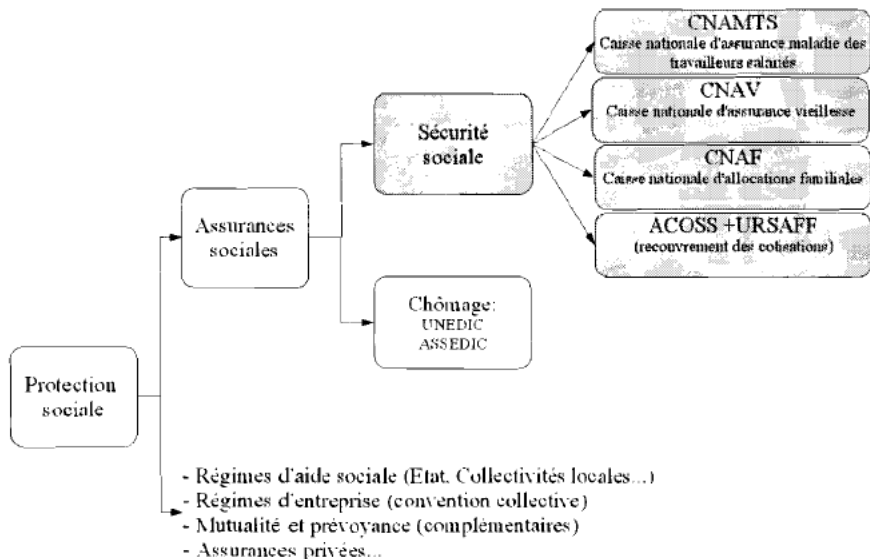 CNAMTS
Caisse nationale d'assurance maladie des
travailleurs salariés
CNAV
Caisse nationale d'assurance vieillesse
Sécurité
sociale
CNAF
Caisse nationale d'allocations familiales
ACOSS +URSAFF
(recouvrement des cotisations)
Assurances
sociales
Chômage:
UNEDIC
ASSEDIC
Protection
sociale
- Régimes d'aide sociale (Etat, Collectivités locales...)
- Régimes d'entreprise (convention collective)
- Mutualité et prévoyance (complémentaires)
- Assurances privées...